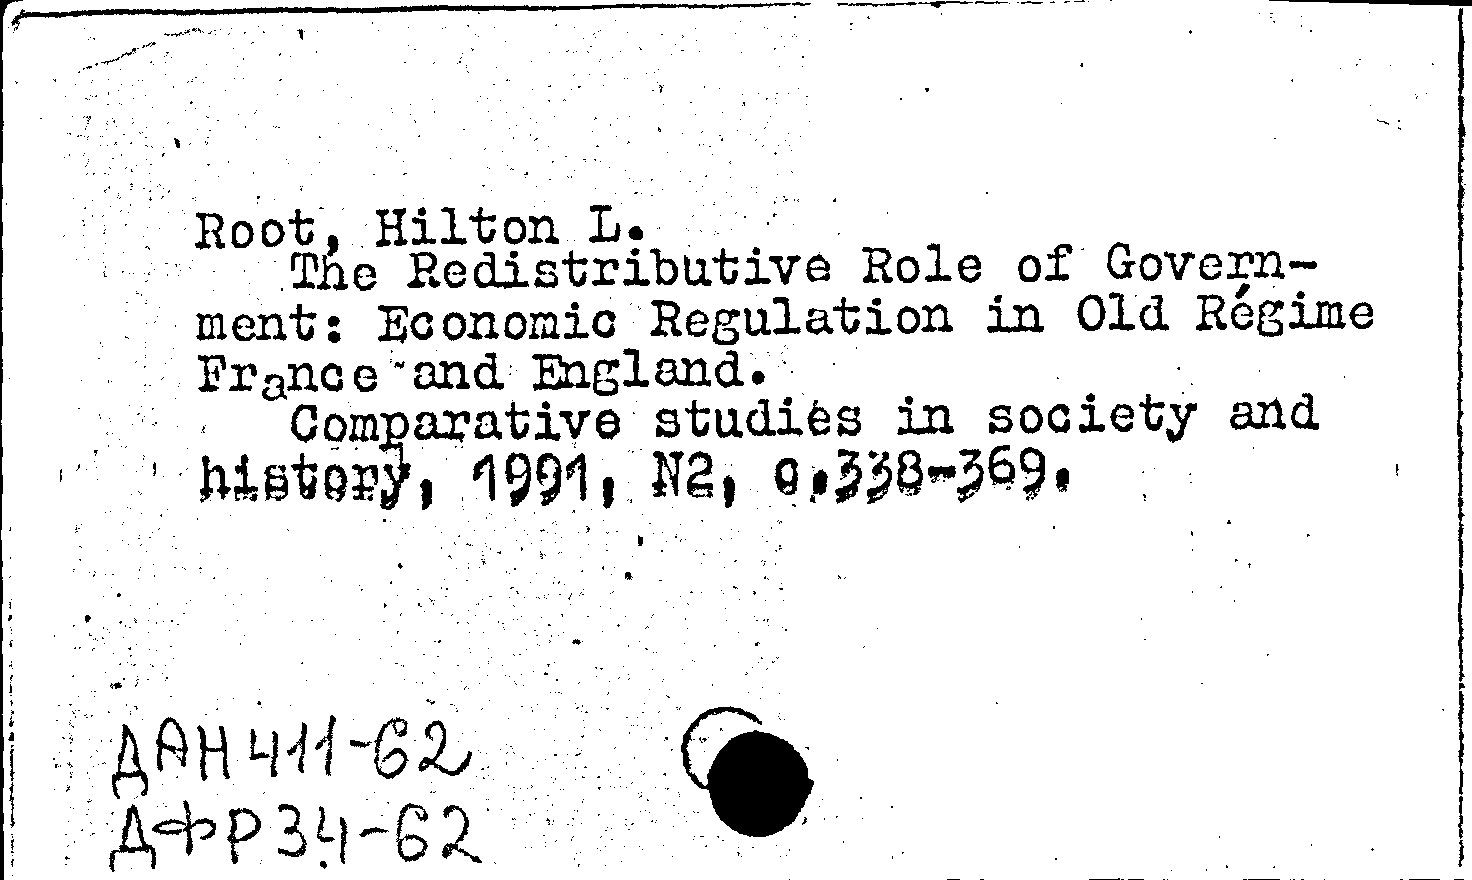 Root, Hilton L.
The Redistributive Role of Govern-
ment: Economic Regulation in Old Régime
France and England.
Comparative studies in society and
history, 1991, N2, c.338-369.
ДАН 411-62
ДФР 34-62